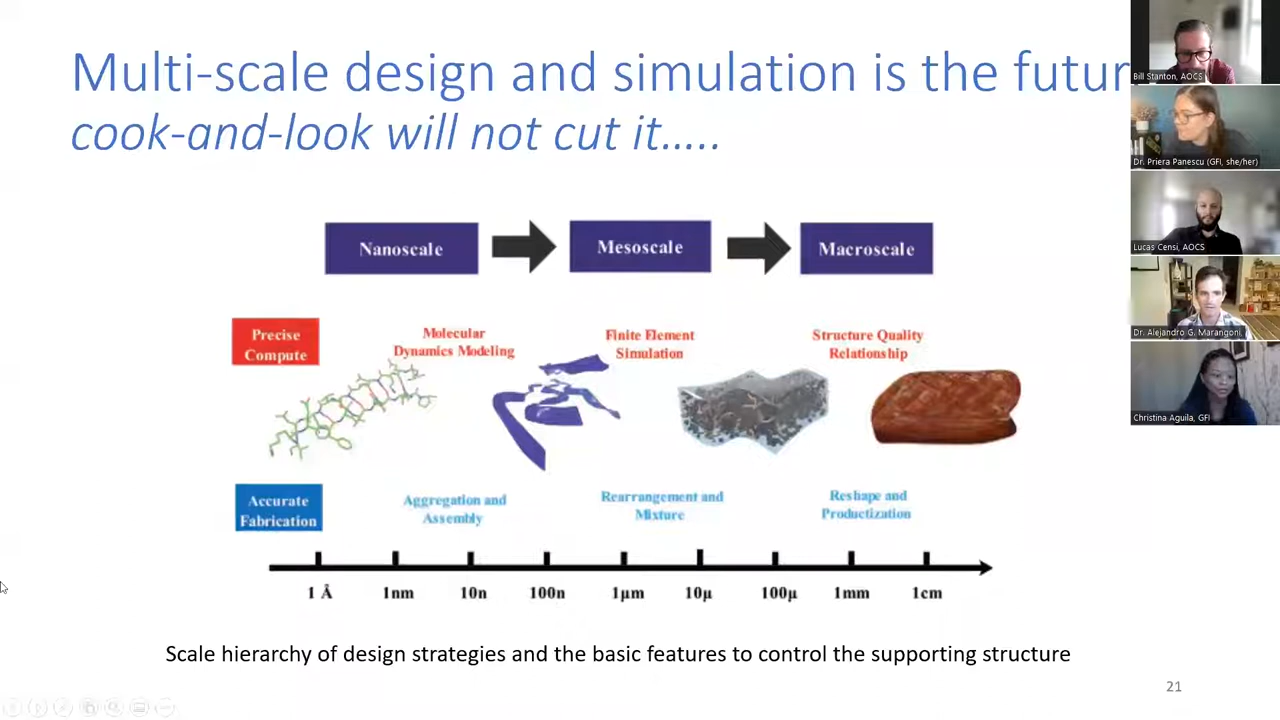 Multi-scale design and simulation is the futur
cook-and-look will not cut it…..
Nanoscale
Mesoscale
Macroscale
Precise
Compute
Molecular
Dynamics Modeling
Finite Element
Simulation
Structure Quality
Relationship
Accurate
Fabrication
Aggregation and
Assembly
Rearrangement and
Mixture
Reshape and
Productization
1 Å
1nm
10n
100n
1μm
10μ
100μ
1mm
1cm
Scale hierarchy of design strategies and the basic features to control the supporting structure
21
Bill Stanton, AOCS
Dr. Priera Panescu (GFI, she/her)
Lucas Censi, AOCS
Dr. Alejandro G. Marangoni,
Christina Aguila, GFI